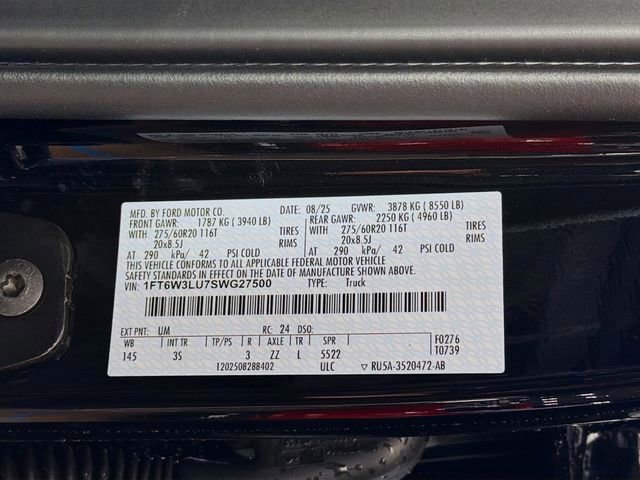 MFD. BY FORD MOTOR CO. DATE: 08/25 GVWR: 3878 KG ( 8550 LB)
FRONT GAWR: 1787 KG ( 3940 LB) REAR GAWR: 2250 KG ( 4960 LB)
WITH 275/60R20 116T TIRES WITH 275/60R20 116T TIRES
20x8.5J RIMS 20x8.5J RIMS
AT 290 kPa/ 42 PSI COLD AT 290 kPa/ 42 PSI COLD
THIS VEHICLE CONFORMS TO ALL APPLICABLE FEDERAL MOTOR VEHICLE
SAFETY STANDARDS IN EFFECT ON THE DATE OF MANUFACTURE SHOWN ABOVE.
VIN: 1FT6W3LU7SWG27500 TYPE: Truck
EXT PNT: UM RC: 24 DSO: F0276
WB INT TR TP/PS R AXLE TR SPR T0739
145 3S 3 ZZ L 5522
1202508288402 ULC ▽ RU5A-3520472-AB